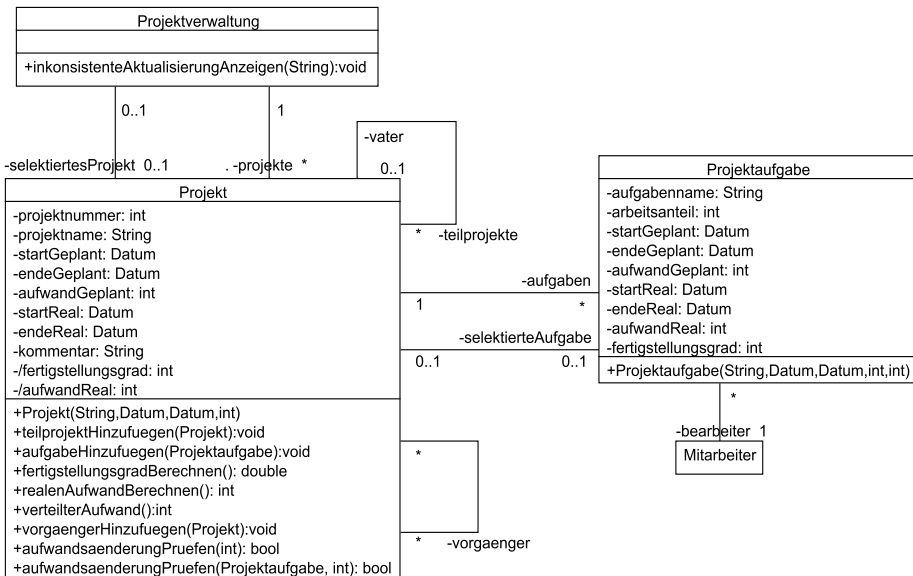 Projektverwaltung
+inkonsistenteAktualisierungAnzeigen(String):void
0..1
1
-selektiertesProjekt 0..1
. -projekte *
-vater
0..1
* -teilprojekte
Projekt
-projektnummer: int
-projektname: String
-startGeplant: Datum
-endeGeplant: Datum
-aufwandGeplant: int
-startReal: Datum
-endeReal: Datum
-kommentar: String
-/fertigstellungsgrad: int
-/aufwandReal: int
+Projekt(String,Datum,Datum,int)
+teilprojektHinzufuegen(Projekt):void
+aufgabeHinzufuegen(Projektaufgabe):void
+fertigstellungsgradBerechnen(): double
+realenAufwandBerechnen(): int
+verteilterAufwand():int
+vorgaengerHinzufuegen(Projekt):void
+aufwandsaenderungPruefen(int): bool
+aufwandsaenderungPruefen(Projektaufgabe, int): bool
-aufgaben
1
*
-selektierteAufgabe
0..1
0..1
*
* -vorgaenger
Projektaufgabe
-aufgabenname: String
-arbeitsanteil: int
-startGeplant: Datum
-endeGeplant: Datum
-aufwandGeplant: int
-startReal: Datum
-endeReal: Datum
-aufwandReal: int
-fertigstellungsgrad: int
+Projektaufgabe(String,Datum,Datum,int,int)
*
-bearbeiter 1
Mitarbeiter